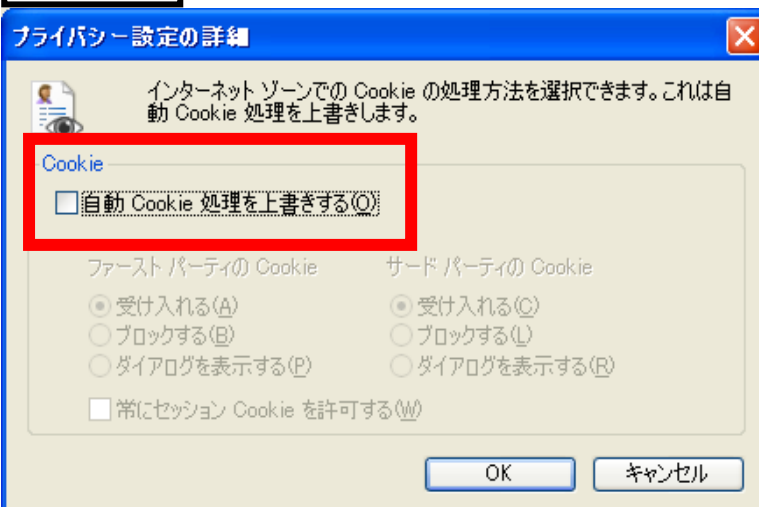 プライバシー設定の詳細
インターネット ゾーンでの Cookie の処理方法を選択できます。これは自
動 Cookie 処理を上書きします。
Cookie
自動 Cookie 処理を上書きする(O)
ファースト パーティの Cookie
サード パーティの Cookie
受け入れる(A)
受け入れる(C)
ブロックする(B)
ブロックする(L)
ダイアログを表示する(P)
ダイアログを表示する(R)
常にセッション Cookie を許可する(W)
OK
キャンセル